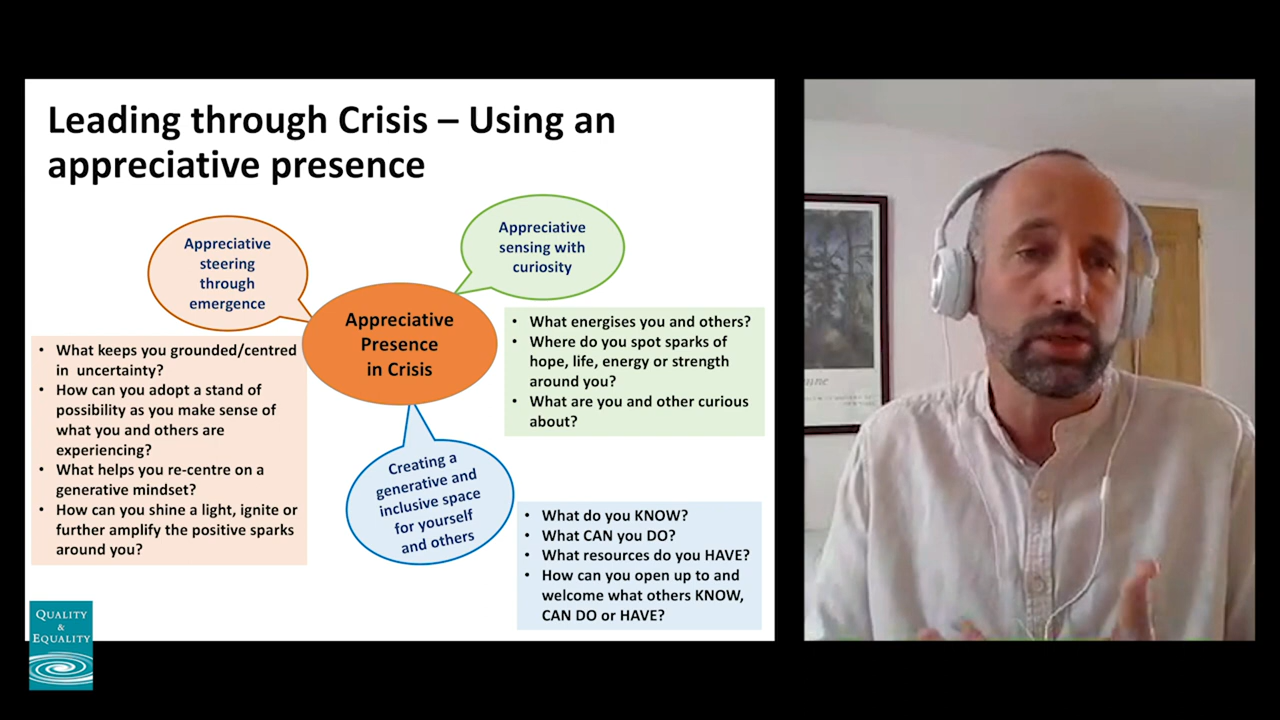 Leading through Crisis – Using an
appreciative presence
Appreciative
steering
through
emergence
Appreciative
sensing with
curiosity
Appreciative
Presence
in Crisis
• What keeps you grounded/centred
in uncertainty?
• How can you adopt a stand of
possibility as you make sense of
what you and others are
experiencing?
• What helps you re-centre on a
generative mindset?
• How can you shine a light, ignite or
further amplify the positive sparks
around you?
• What energises you and others?
• Where do you spot sparks of
hope, life, energy or strength
around you?
• What are you and other curious
about?
Creating a
generative and
inclusive space
for yourself
and others
• What do you KNOW?
• What CAN you DO?
• What resources do you HAVE?
• How can you open up to and
welcome what others KNOW,
CAN DO or HAVE?
QUALITY
&
EQUALITY